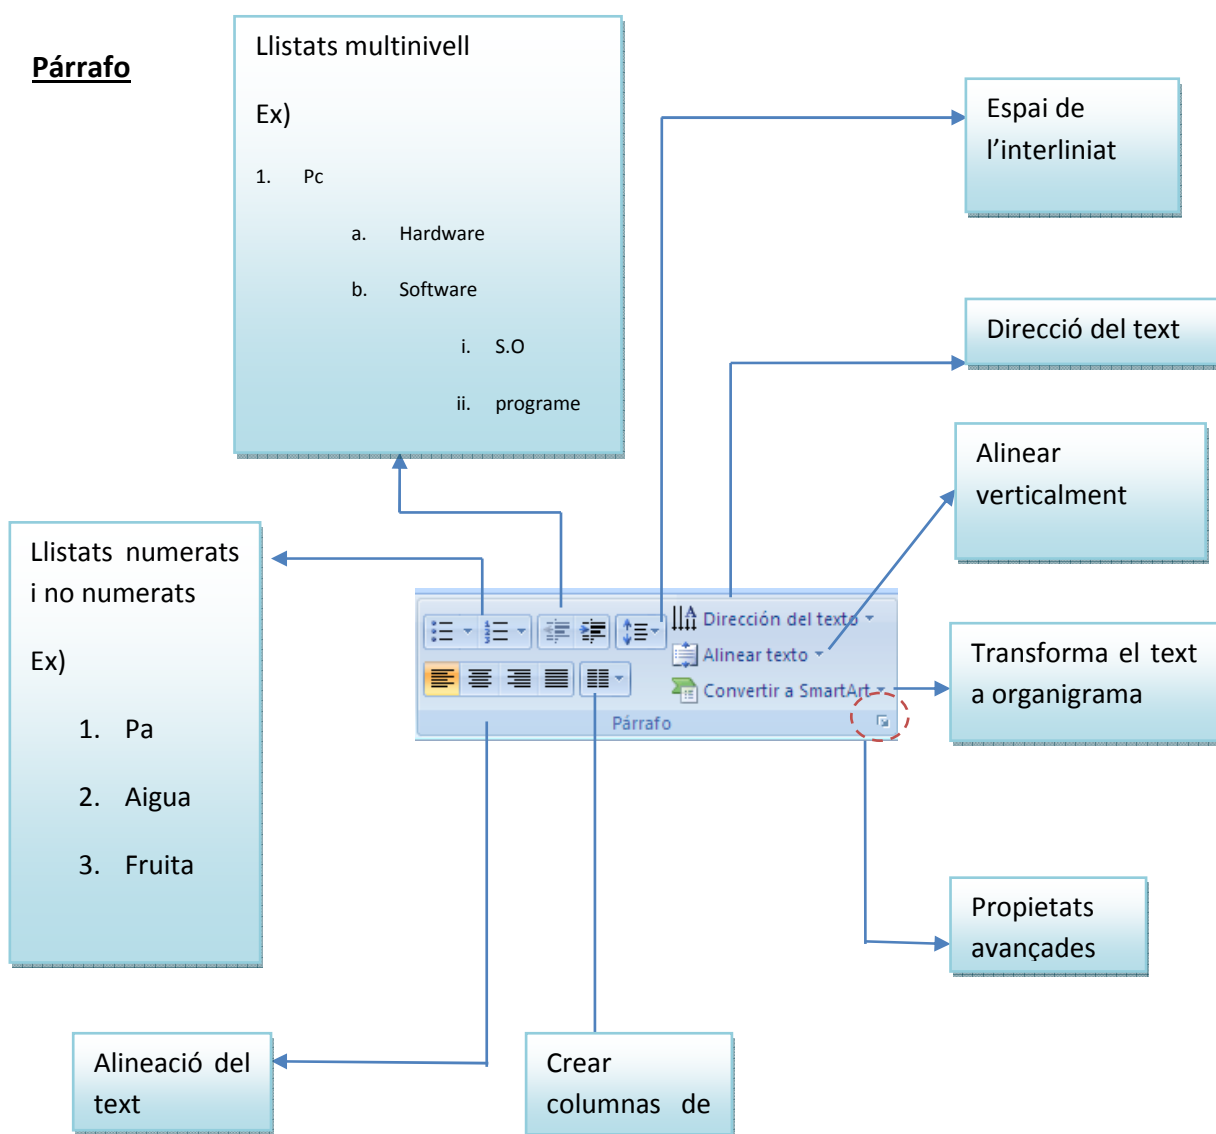 Párrafo
Llistats multinivell
Ex)
1. Pc
a. Hardware
b. Software
i. S.O
ii. programe
Espai de
l’interliniat
Direcció del text
Alinear
verticalment
Llistats numerats
i no numerats
Ex)
1. Pa
2. Aigua
3. Fruita
Dirección del texto
Alinear texto
Convertir a SmartArt
Párrafo
Transforma el text
a organigrama
Propietats
avançades
Alineació del
text
Crear
columnas de